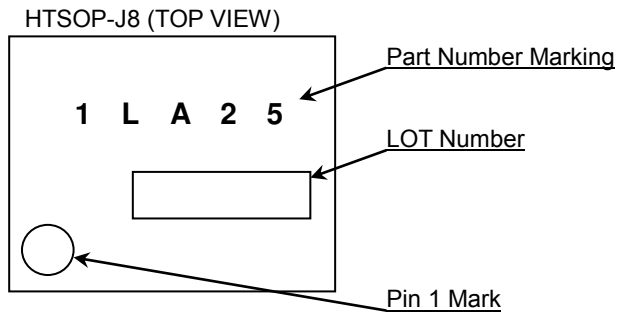 HTSOP-J8 (TOP VIEW)
Part Number Marking
1 L A 2 5
LOT Number
Pin 1 Mark